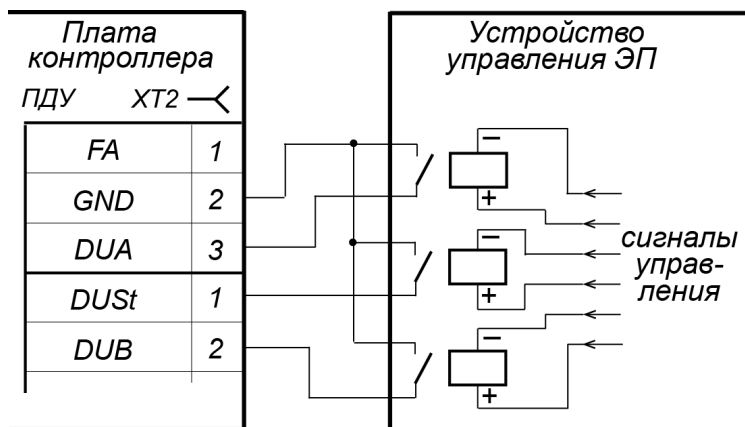 Плата
контроллера
ПДУ XT2
FA 1
GND 2
DUA 3
DUSt 1
DUB 2
Устройство
управления ЭП
−
+
−
+
−
+
сигналы
управ-
ления